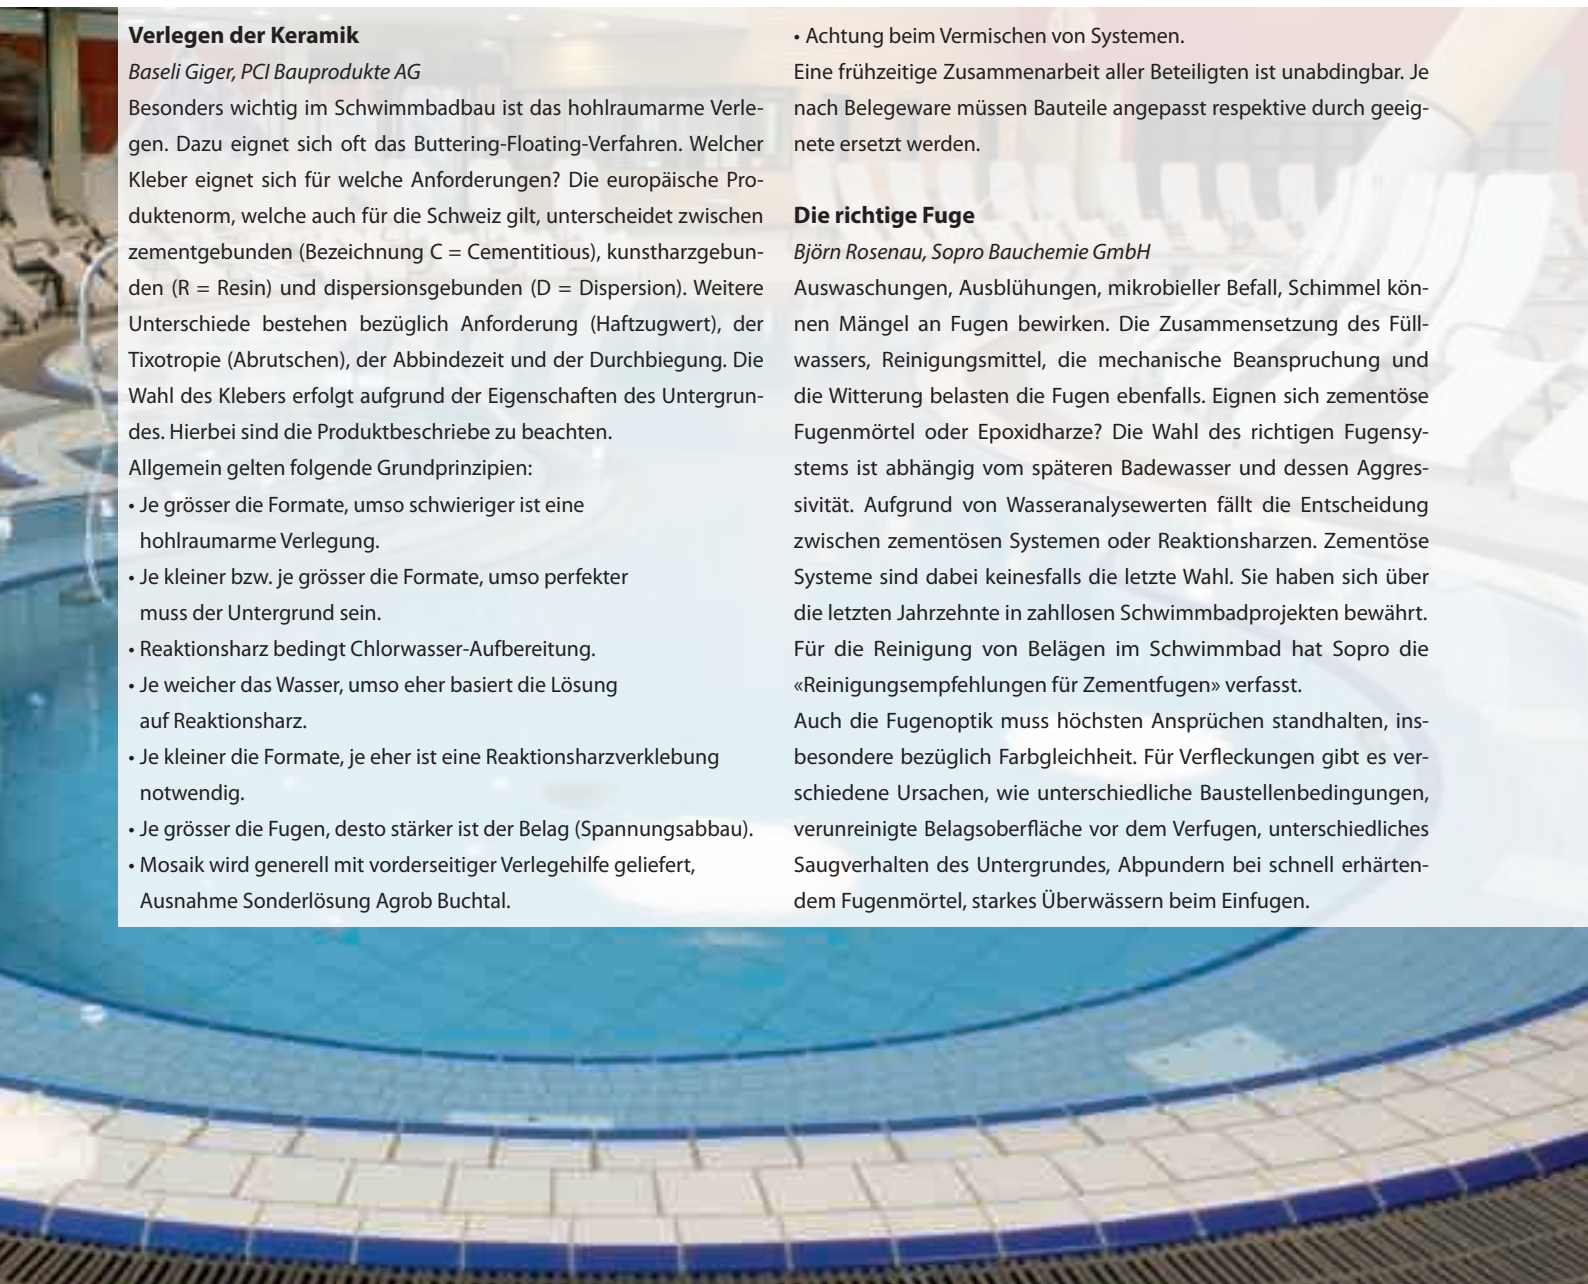 Verlegen der Keramik
Baseli Giger, PCI Bauprodukte AG
Besonders wichtig im Schwimmbadbau ist das hohlraumarme Verle-
gen. Dazu eignet sich oft das Buttering-Floating-Verfahren. Welcher
Kleber eignet sich für welche Anforderungen? Die europäische Pro-
duktenorm, welche auch für die Schweiz gilt, unterscheidet zwischen
zementgebunden (Bezeichnung C = Cementitious), kunstharzgebun-
den (R = Resin) und dispersionsgebunden (D = Dispersion). Weitere
Unterschiede bestehen bezüglich Anforderung (Haftzugwert), der
Tixotropie (Abrutschen), der Abbindezeit und der Durchbiegung. Die
Wahl des Klebers erfolgt aufgrund der Eigenschaften des Untergrun-
des. Hierbei sind die Produktbeschriebe zu beachten.
Allgemein gelten folgende Grundprinzipien:
• Je grösser die Formate, umso schwieriger ist eine
hohlraumarme Verlegung.
• Je kleiner bzw. je grösser die Formate, umso perfekter
muss der Untergrund sein.
• Reaktionsharz bedingt Chlorwasser-Aufbereitung.
• Je weicher das Wasser, umso eher basiert die Lösung
auf Reaktionsharz.
• Je kleiner die Formate, je eher ist eine Reaktionsharzverklebung
notwendig.
• Je grösser die Fugen, desto stärker ist der Belag (Spannungsabbau).
• Mosaik wird generell mit vorderseitiger Verlegehilfe geliefert,
Ausnahme Sonderlösung Agrob Buchtal.
• Achtung beim Vermischen von Systemen.
Eine frühzeitige Zusammenarbeit aller Beteiligten ist unabdingbar. Je
nach Belegeware müssen Bauteile angepasst respektive durch geeig-
nete ersetzt werden.
Die richtige Fuge
Björn Rosenau, Sopro Bauchemie GmbH
Auswaschungen, Ausblühungen, mikrobieller Befall, Schimmel kön-
nen Mängel an Fugen bewirken. Die Zusammensetzung des Füll-
wassers, Reinigungsmittel, die mechanische Beanspruchung und
die Witterung belasten die Fugen ebenfalls. Eignen sich zementöse
Fugenmörtel oder Epoxidharze? Die Wahl des richtigen Fugensy-
stems ist abhängig vom späteren Badewasser und dessen Aggres-
sivität. Aufgrund von Wasseranalysewerten fällt die Entscheidung
zwischen zementösen Systemen oder Reaktionsharzen. Zementöse
Systeme sind dabei keinesfalls die letzte Wahl. Sie haben sich über
die letzten Jahrzehnte in zahllosen Schwimmbadprojekten bewährt.
Für die Reinigung von Belägen im Schwimmbad hat Sopro die
«Reinigungsempfehlungen für Zementfugen» verfasst.
Auch die Fugenoptik muss höchsten Ansprüchen standhalten, ins-
besondere bezüglich Farbgleichheit. Für Verfleckungen gibt es ver-
schiedene Ursachen, wie unterschiedliche Baustellenbedingungen,
verunreinigte Belagsoberfläche vor dem Verfugen, unterschiedliches
Saugverhalten des Untergrundes, Abpundern bei schnell erhärten-
dem Fugenmörtel, starkes Überwässern beim Einfugen.